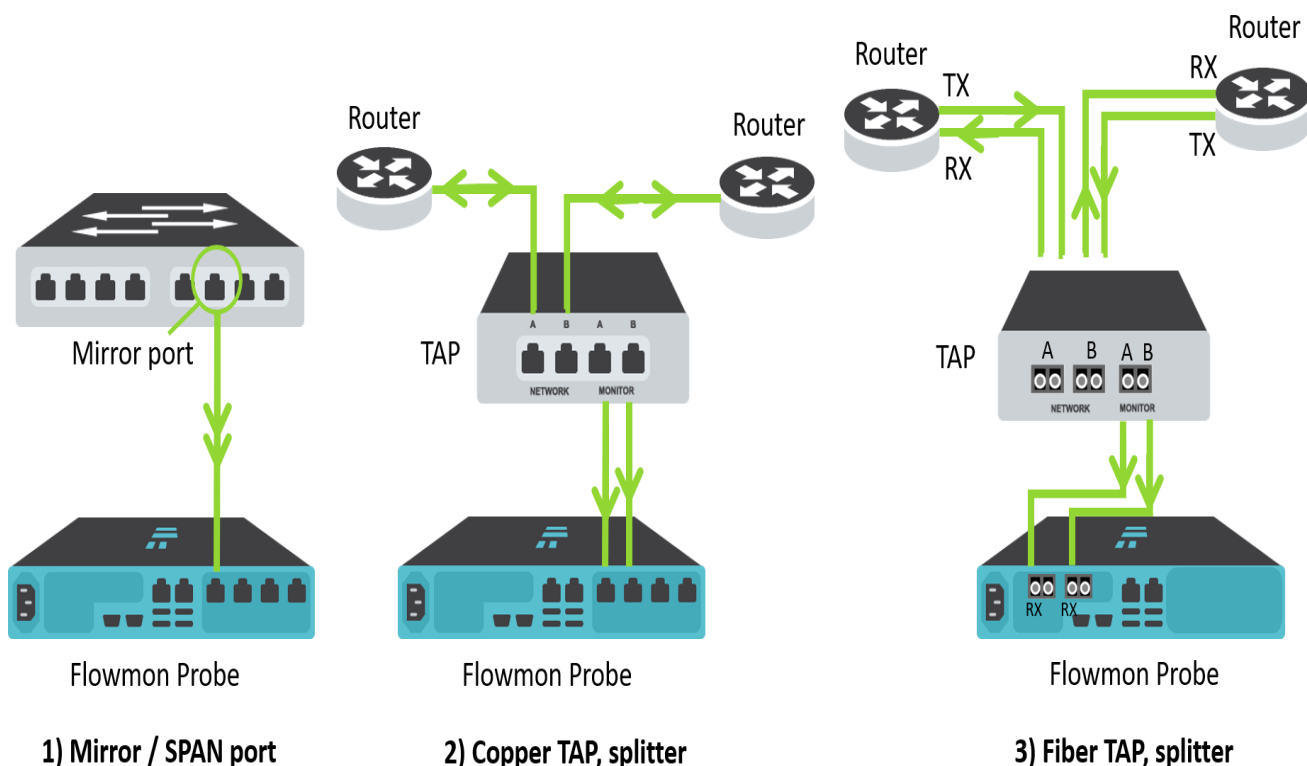 Mirror port
Flowmon Probe
1) Mirror / SPAN port
Router
Router
TAP
A B A B
NETWORK MONITOR
Flowmon Probe
2) Copper TAP, splitter
Router
Router
TX
RX
RX
TX
TAP
A B A B
NETWORK MONITOR
RX RX
Flowmon Probe
3) Fiber TAP, splitter